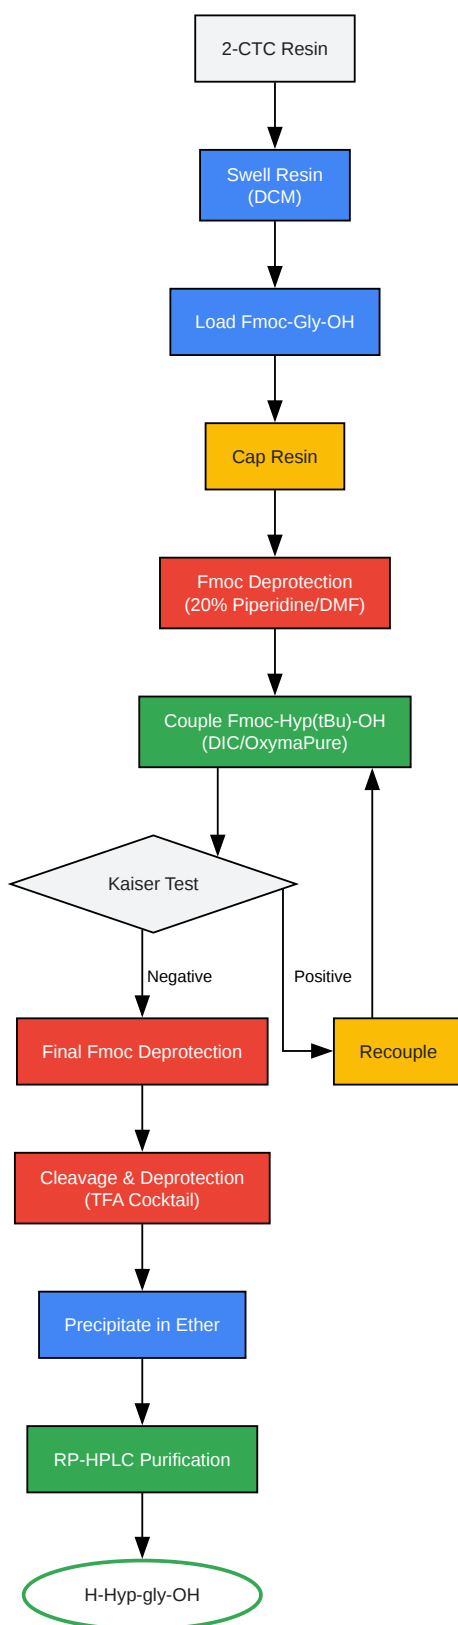 2-CTC Resin
Swell Resin
(DCM)
Load Fmoc-Gly-OH
Cap Resin
Fmoc Deprotection
(20% Piperidine/DMF)
Couple Fmoc-Hyp(tBu)-OH
(DIC/OxymaPure)
Kaiser Test
Negative
Positive
Final Fmoc Deprotection
Recouple
Cleavage & Deprotection
(TFA Cocktail)
Precipitate in Ether
RP-HPLC Purification
H-Hyp-gly-OH